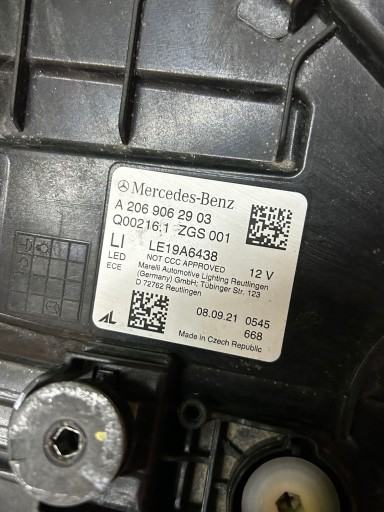 Mercedes-Benz
A 206 906 29 03
Q00216.1 ZGS 001
LI LE19A6438
LED NOT CCC APPROVED 12 V
ECE Marelli Automotive Lighting Reutlingen
(Germany) GmbH; Tübinger Str. 123
D 72762 Reutlingen
08.09.21 0545
668
AL Made in Czech Republic